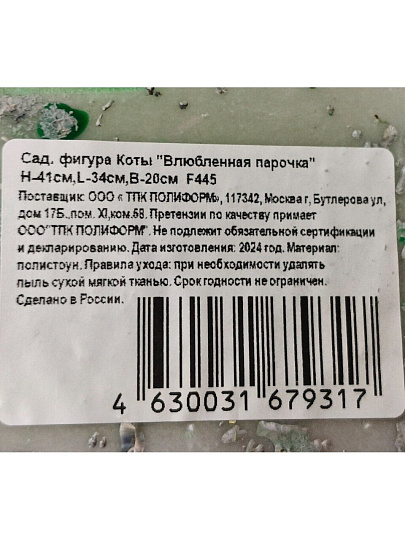 Сад. фигура Коты "Влюбленная парочка"
H-41см,L-34см,B-20см F445
Поставщик: ООО « ТПК ПОЛИФОРМ», 117342, Москва г, Бутлерова ул,
дом 17Б.,пом. XI,ком.58. Претензии по качеству примает
ООО"ТПК ПОЛИФОРМ". Не подлежит обязательной сертификации
и декларированию. Дата изготовления: 2024 год. Материал:
полистоун. Правила ухода: при необходимости удалять
пыль сухой мягкой тканью. Срок годности не ограничен.
Сделано в России.
4 630031 679317